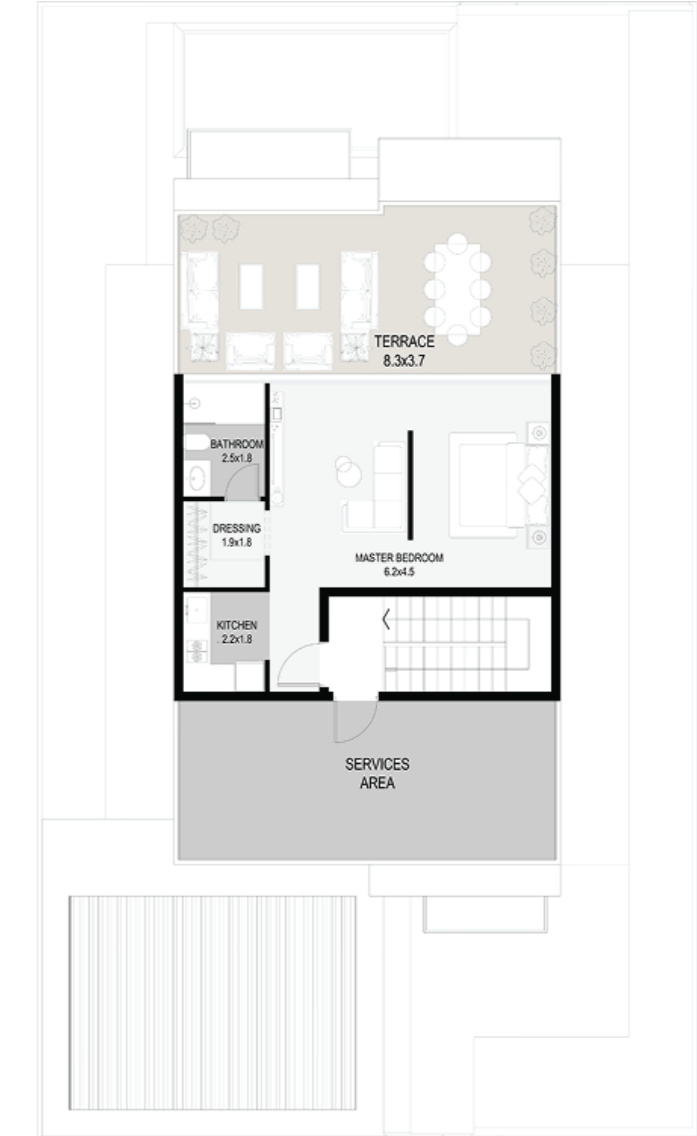 TERRACE
8.3x3.7
BATHROOM
2.5x1.8
DRESSING
1.9x1.8
MASTER BEDROOM
6.2x4.5
KITCHEN
2.2x1.8
SERVICES
AREA